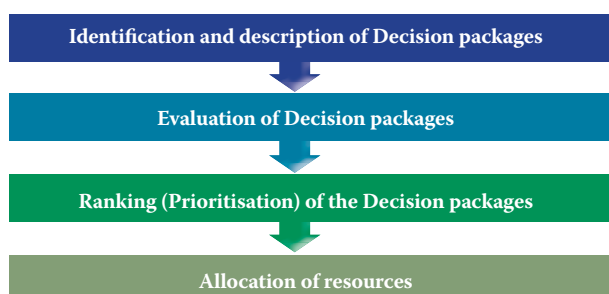 Identification and description of Decision packages
Evaluation of Decision packages
Ranking (Prioritisation) of the Decision packages
Allocation of resources